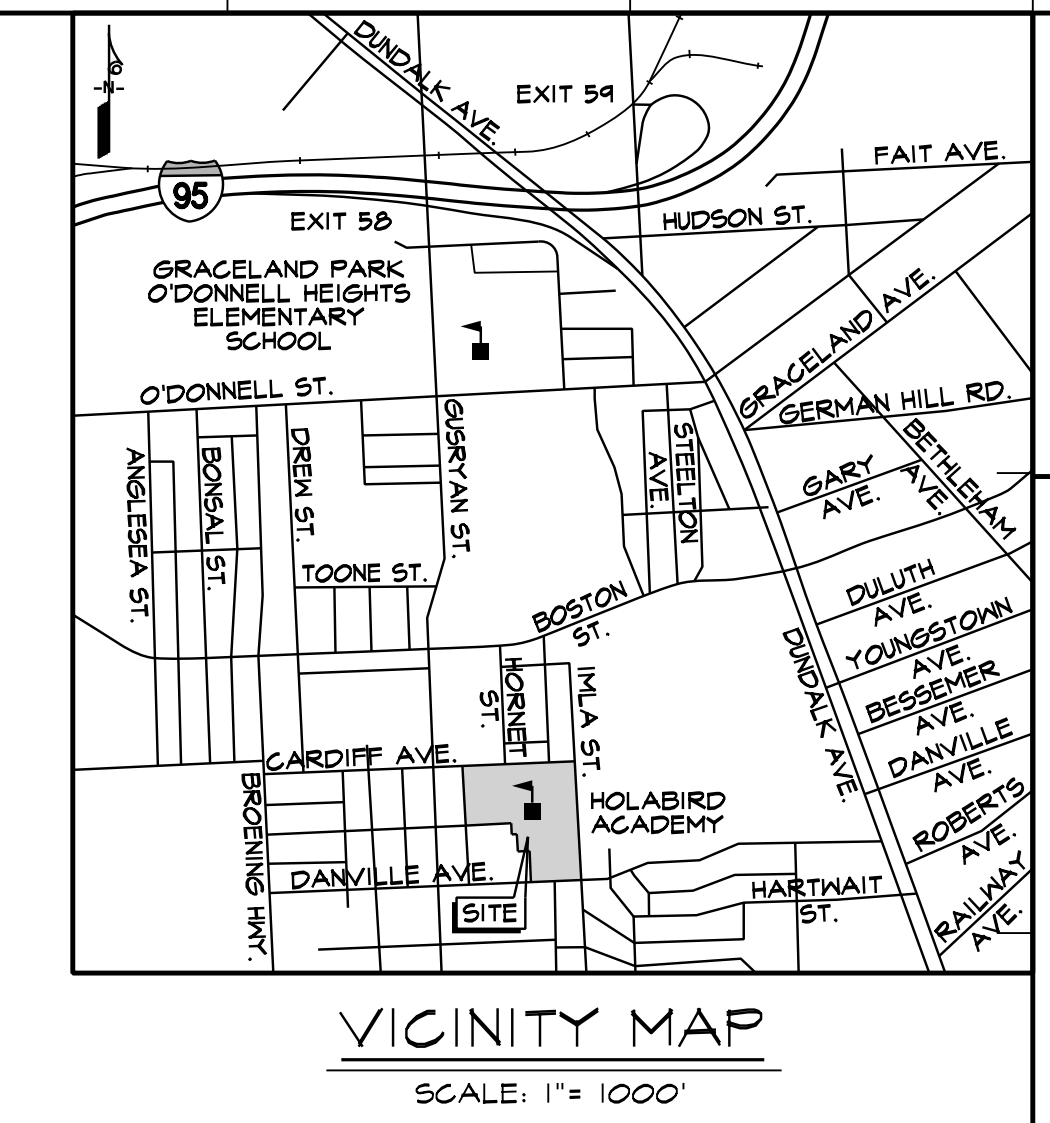 DUNDALK AVE.
EXIT 59
-N-
FAIT AVE.
95
EXIT 58
HUDSON ST.
GRACELAND PARK
O'DONNELL HEIGHTS
ELEMENTARY
SCHOOL
GRACELAND AVE.
O'DONNELL ST.
GERMAN HILL RD.
ANGLESEA ST.
BONSAL ST.
DREW ST.
GUSRYAN ST.
STEELTON
AVE.
BETHLEHAM
AVE.
GARY
AVE.
TOONE ST.
BOSTON
ST.
DULUTH
AVE.
YOUNGSTOWN
AVE.
HORNET
ST.
IMLA ST.
DUNDALK AVE.
BESSEMER
AVE.
CARDIFF AVE.
DANVILLE
AVE.
BROENING HWY.
HOLABIRD
ACADEMY
ROBERTS
AVE.
DANVILLE AVE.
HARTWAIT
ST.
SITE
RAILWAY
AVE.
VICINITY MAP
SCALE: 1"= 1000'